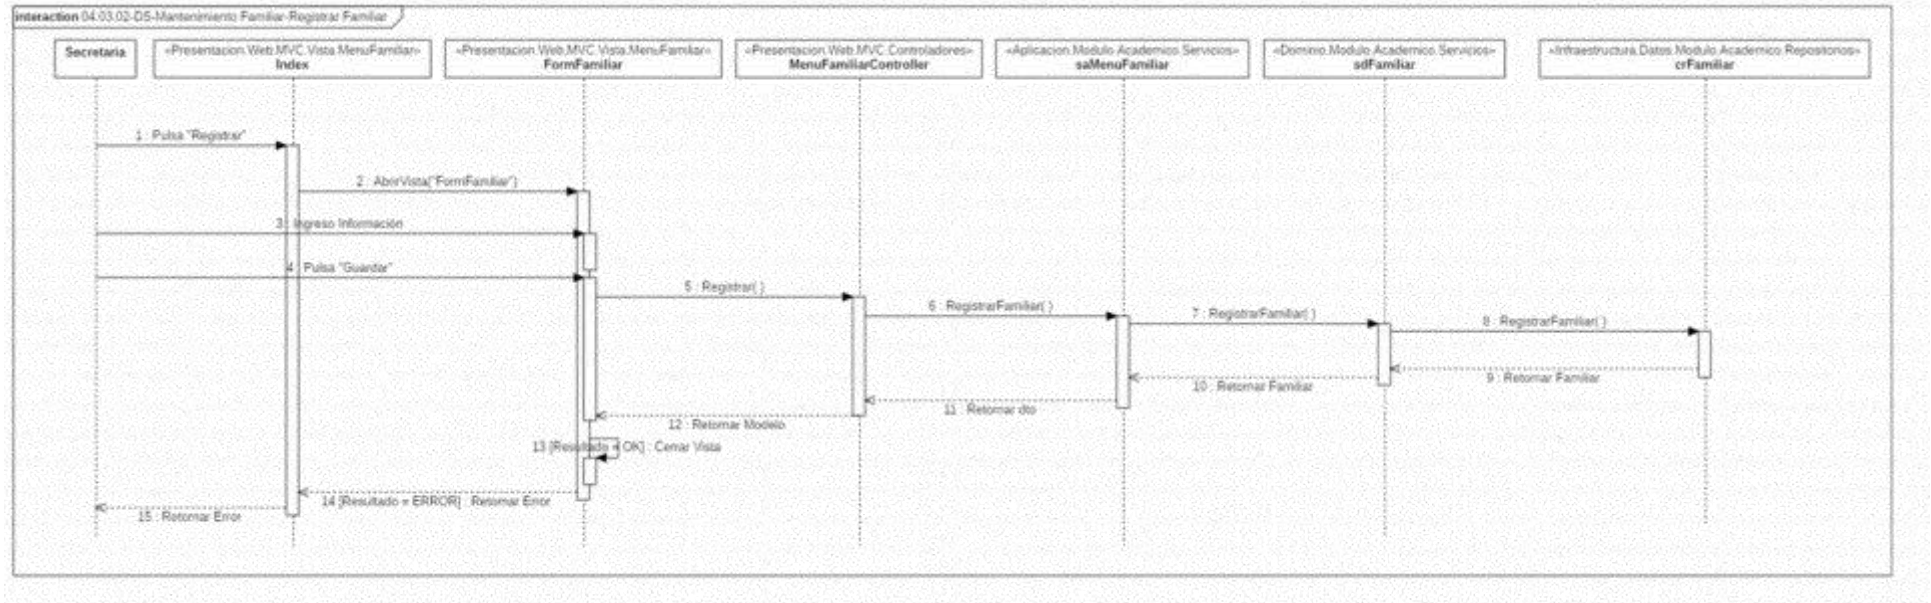 interaction 04.03.02-DS-Mantenimiento Familiar-Registrar Familiar
Secretaria
«Presentacion.Web.MVC.Vista.MenuFamiliar»
Index
«Presentacion.Web.MVC.Vista.MenuFamiliar»
FormFamiliar
«Presentacion.Web.MVC.Controladores»
MenuFamiliarController
«Aplicacion.Modulo.Academico.Servicios»
saMenuFamiliar
«Dominio.Modulo.Academico.Servicios»
sdFamiliar
«Infraestructura.Datos.Modulo.Academico.Repositorios»
crFamiliar
1 : Pulsa "Registrar"
2 : AbrirVista("FormFamiliar")
3 : Ingreso Información
4 : Pulsa "Guardar"
5 : Registrar( )
6 : RegistrarFamiliar( )
7 : RegistrarFamiliar( )
8 : RegistrarFamiliar( )
9 : Retornar Familiar
10 : Retornar Familiar
11 : Retornar dto
12 : Retornar Modelo
13 [Resultado = OK] : Cerrar Vista
14 [Resultado = ERROR] : Retornar Error
15 : Retornar Error